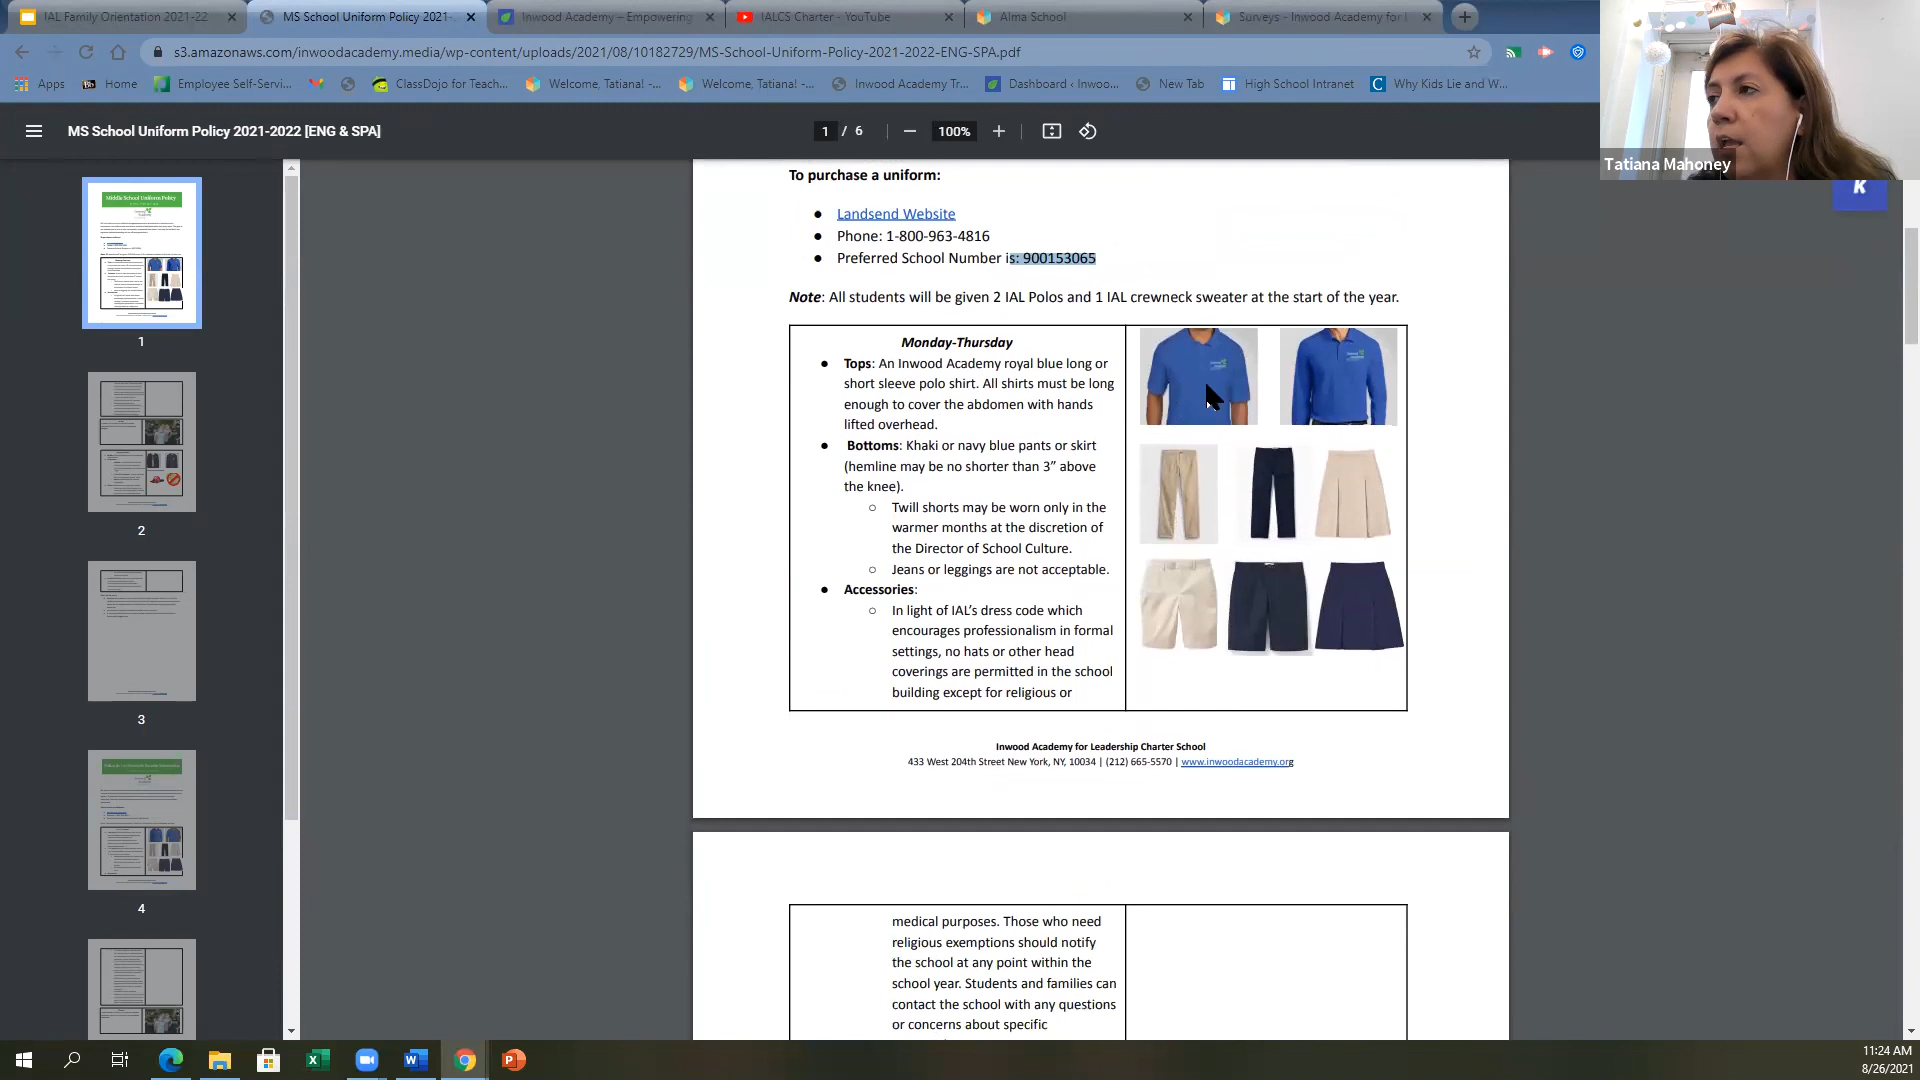 IAL Family Orientation 2021-22
MS School Uniform Policy 2021-
Inwood Academy – Empowering
IALCS Charter - YouTube
Alma School
Surveys - Inwood Academy for L
s3.amazonaws.com/inwoodacademy.media/wp-content/uploads/2021/08/10182729/MS-School-Uniform-Policy-2021-2022-ENG-SPA.pdf
Apps
Bb
Home
Employee Self-Servi...
ClassDojo for Teach...
Welcome, Tatiana! -...
Welcome, Tatiana! -...
Inwood Academy Tr...
Dashboard ‹ Inwoo...
New Tab
High School Intranet
C
Why Kids Lie and W...
MS School Uniform Policy 2021-2022 [ENG & SPA]
1 / 6
100%
Tatiana Mahoney
K
Middle School Uniform Policy
1
2
3
4
To purchase a uniform:
● Landsend Website
● Phone: 1-800-963-4816
● Preferred School Number is: 900153065
Note: All students will be given 2 IAL Polos and 1 IAL crewneck sweater at the start of the year.
Monday-Thursday
● Tops: An Inwood Academy royal blue long or
short sleeve polo shirt. All shirts must be long
enough to cover the abdomen with hands
lifted overhead.
● Bottoms: Khaki or navy blue pants or skirt
(hemline may be no shorter than 3” above
the knee).
○ Twill shorts may be worn only in the
warmer months at the discretion of
the Director of School Culture.
○ Jeans or leggings are not acceptable.
● Accessories:
○ In light of IAL’s dress code which
encourages professionalism in formal
settings, no hats or other head
coverings are permitted in the school
building except for religious or
Inwood Academy for Leadership Charter School
433 West 204th Street New York, NY, 10034 | (212) 665-5570 | www.inwoodacademy.org
medical purposes. Those who need
religious exemptions should notify
the school at any point within the
school year. Students and families can
contact the school with any questions
or concerns about specific
11:24 AM
8/26/2021